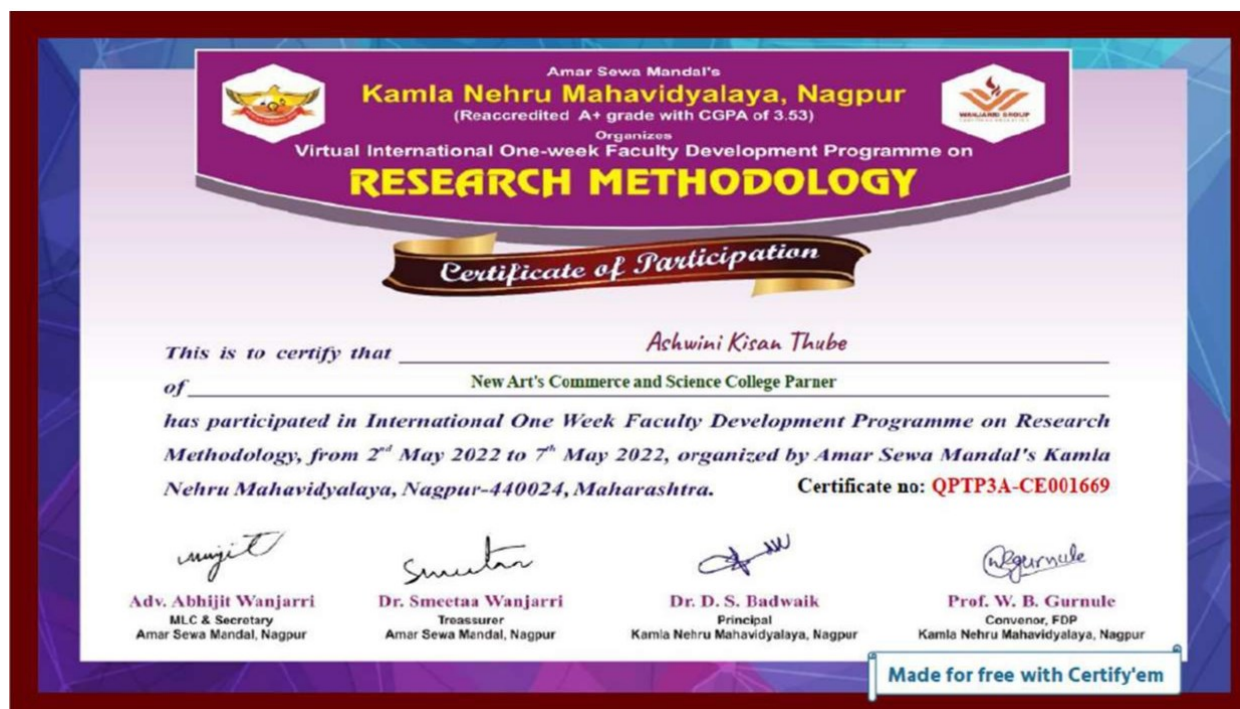 Amar Sewa Mandal's
Kamla Nehru Mahavidyalaya, Nagpur
(Reaccredited A+ grade with CGPA of 3.53)
Organizes
Virtual International One-week Faculty Development Programme on
RESEARCH METHODOLOGY
WANJARRI GROUP
Certificate of Participation
This is to certify that Ashwini Kisan Thube
of New Art's Commerce and Science College Parner
has participated in International One Week Faculty Development Programme on Research
Methodology, from 2nd May 2022 to 7th May 2022, organized by Amar Sewa Mandal's Kamla
Nehru Mahavidyalaya, Nagpur-440024, Maharashtra. Certificate no: QPTP3A-CE001669
Adv. Abhijit Wanjarri
MLC & Secretary
Amar Sewa Mandal, Nagpur
Dr. Smeetaa Wanjarri
Treassurer
Amar Sewa Mandal, Nagpur
Dr. D. S. Badwaik
Principal
Kamla Nehru Mahavidyalaya, Nagpur
Prof. W. B. Gurnule
Convenor, FDP
Kamla Nehru Mahavidyalaya, Nagpur
Made for free with Certify'em